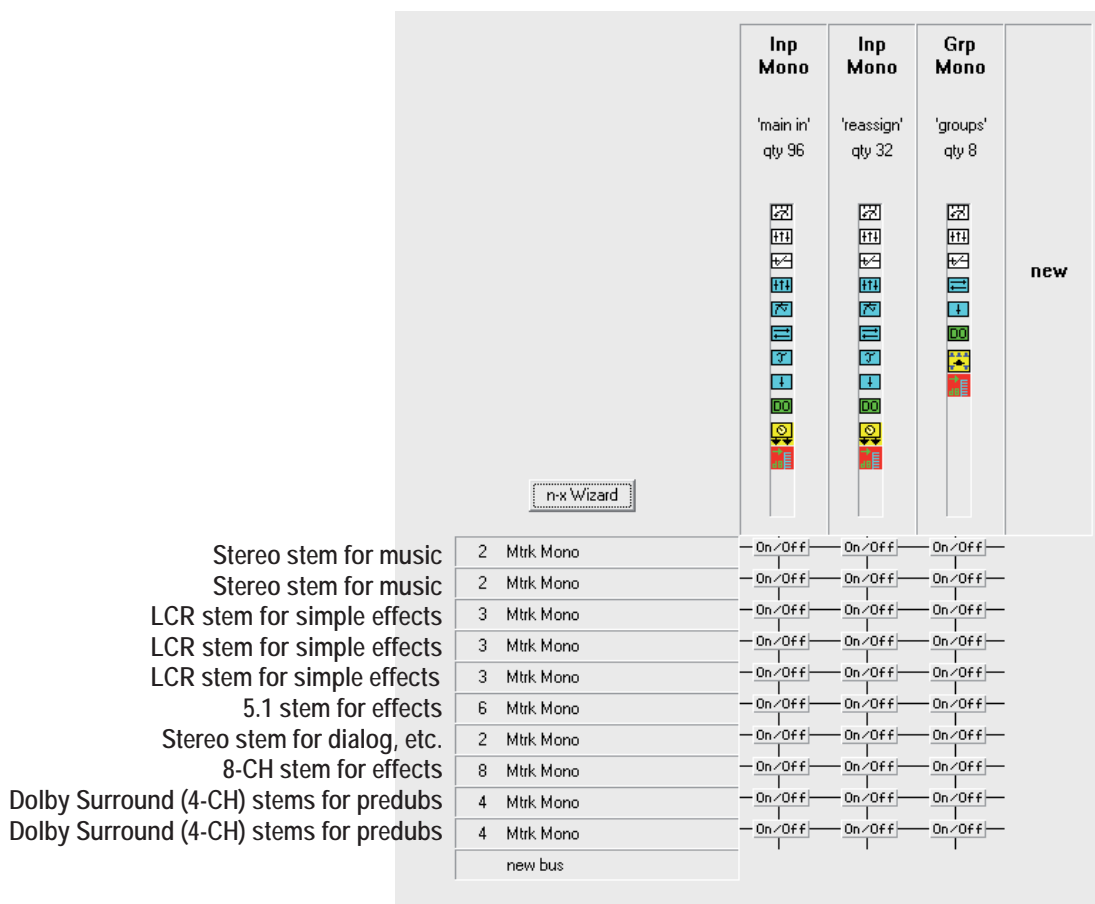 Inp Mono
'main in'
qty 96
DO
Inp Mono
'reassign'
qty 32
DO
Grp Mono
'groups'
qty 8
DO
new
n-x Wizard
Stereo stem for music 2 Mtrk Mono On/Off On/Off On/Off
Stereo stem for music 2 Mtrk Mono On/Off On/Off On/Off
LCR stem for simple effects 3 Mtrk Mono On/Off On/Off On/Off
LCR stem for simple effects 3 Mtrk Mono On/Off On/Off On/Off
LCR stem for simple effects 3 Mtrk Mono On/Off On/Off On/Off
5.1 stem for effects 6 Mtrk Mono On/Off On/Off On/Off
Stereo stem for dialog, etc. 2 Mtrk Mono On/Off On/Off On/Off
8-CH stem for effects 8 Mtrk Mono On/Off On/Off On/Off
Dolby Surround (4-CH) stems for predubs 4 Mtrk Mono On/Off On/Off On/Off
Dolby Surround (4-CH) stems for predubs 4 Mtrk Mono On/Off On/Off On/Off
new bus